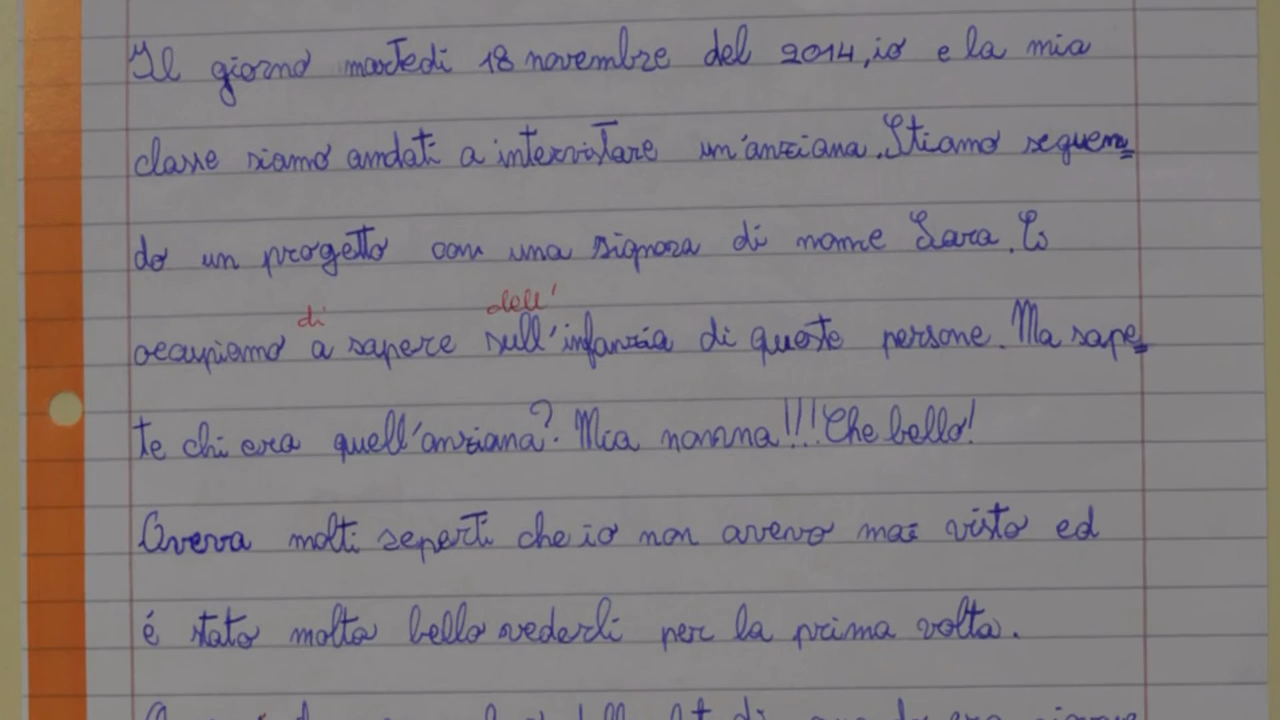 Il giorno martedi 18 novembre del 2014, io e la mia
classe siamo andati a intervistare un'anziana. Stiamo seguen=
do un progetto con una signora di nome Sara. Ci
di dell'
occupiamo a sapere sull'infanzia di queste persone. Ma sape=
te chi era quell'anziana? Mia nonna!!! Che bello!
Aveva molti reperti che io non avevo mai visto ed
é stato molto bello vederli per la prima volta.